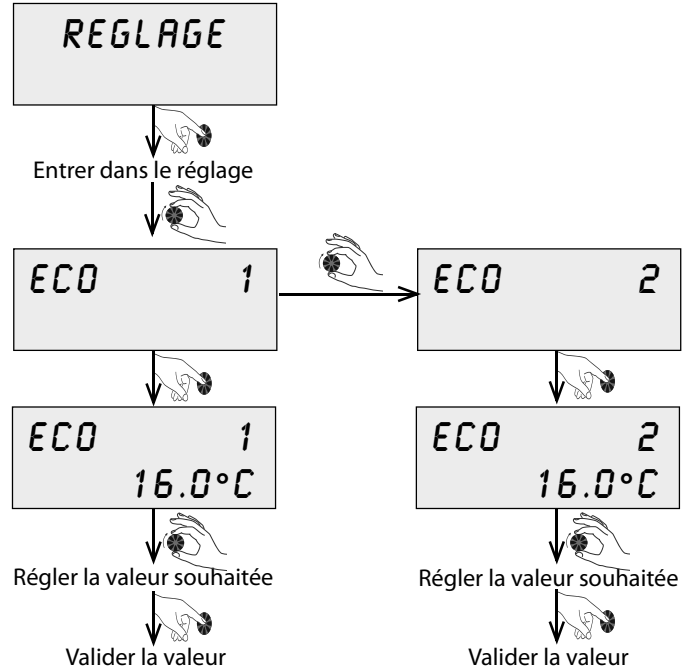 REGLAGE
Entrer dans le réglage
ECO 1
ECO 2
ECO 1
16.0°C
ECO 2
16.0°C
Régler la valeur souhaitée
Régler la valeur souhaitée
Valider la valeur
Valider la valeur